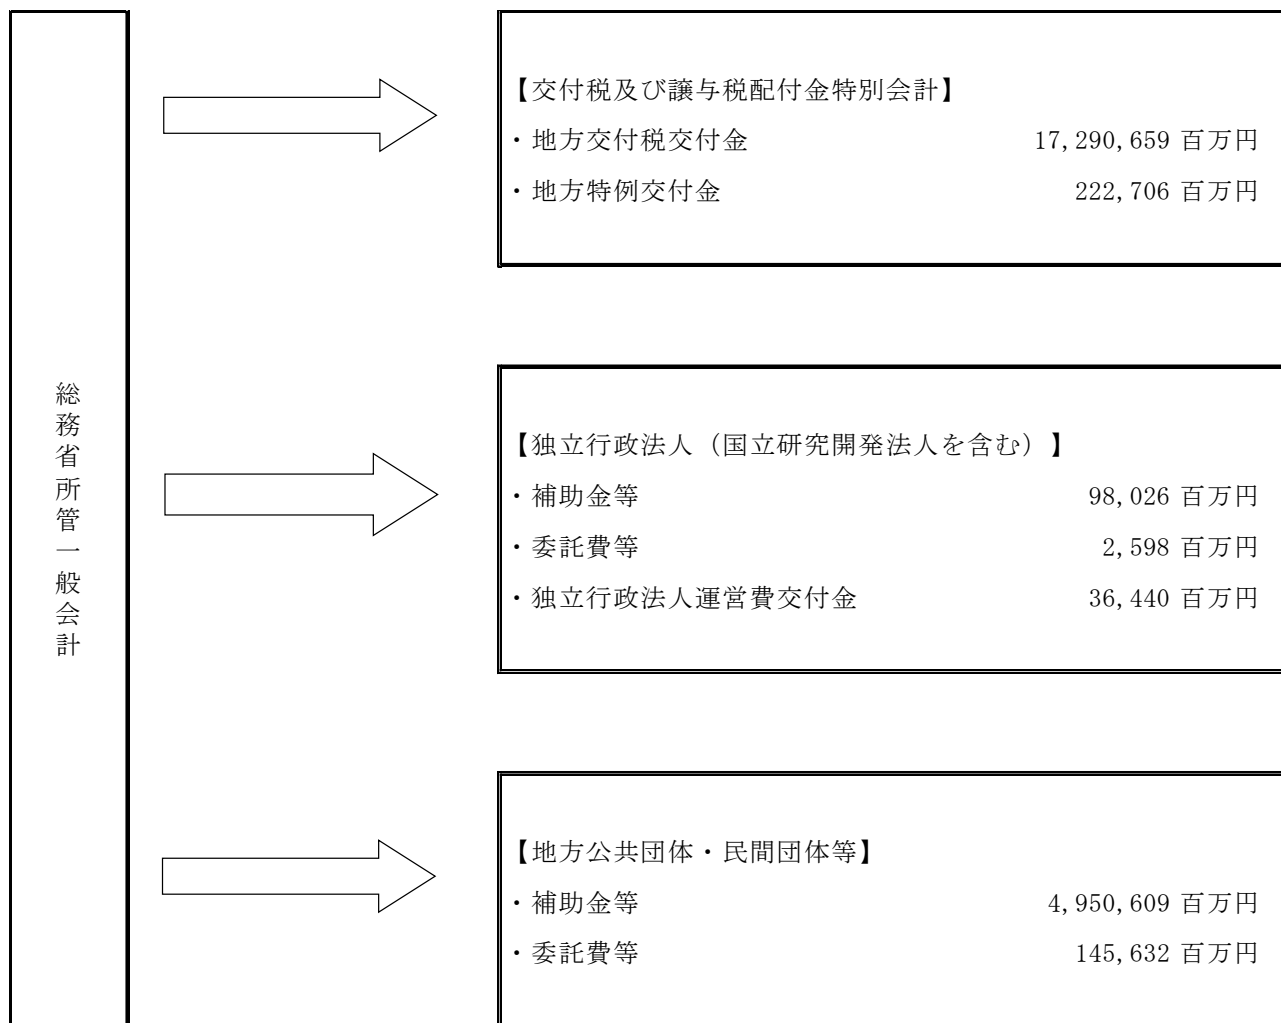 総務省所管一般会計
【交付税及び譲与税配付金特別会計】
・地方交付税交付金 17,290,659 百万円
・地方特例交付金 222,706 百万円
【独立行政法人（国立研究開発法人を含む）】
・補助金等 98,026 百万円
・委託費等 2,598 百万円
・独立行政法人運営費交付金 36,440 百万円
【地方公共団体・民間団体等】
・補助金等 4,950,609 百万円
・委託費等 145,632 百万円